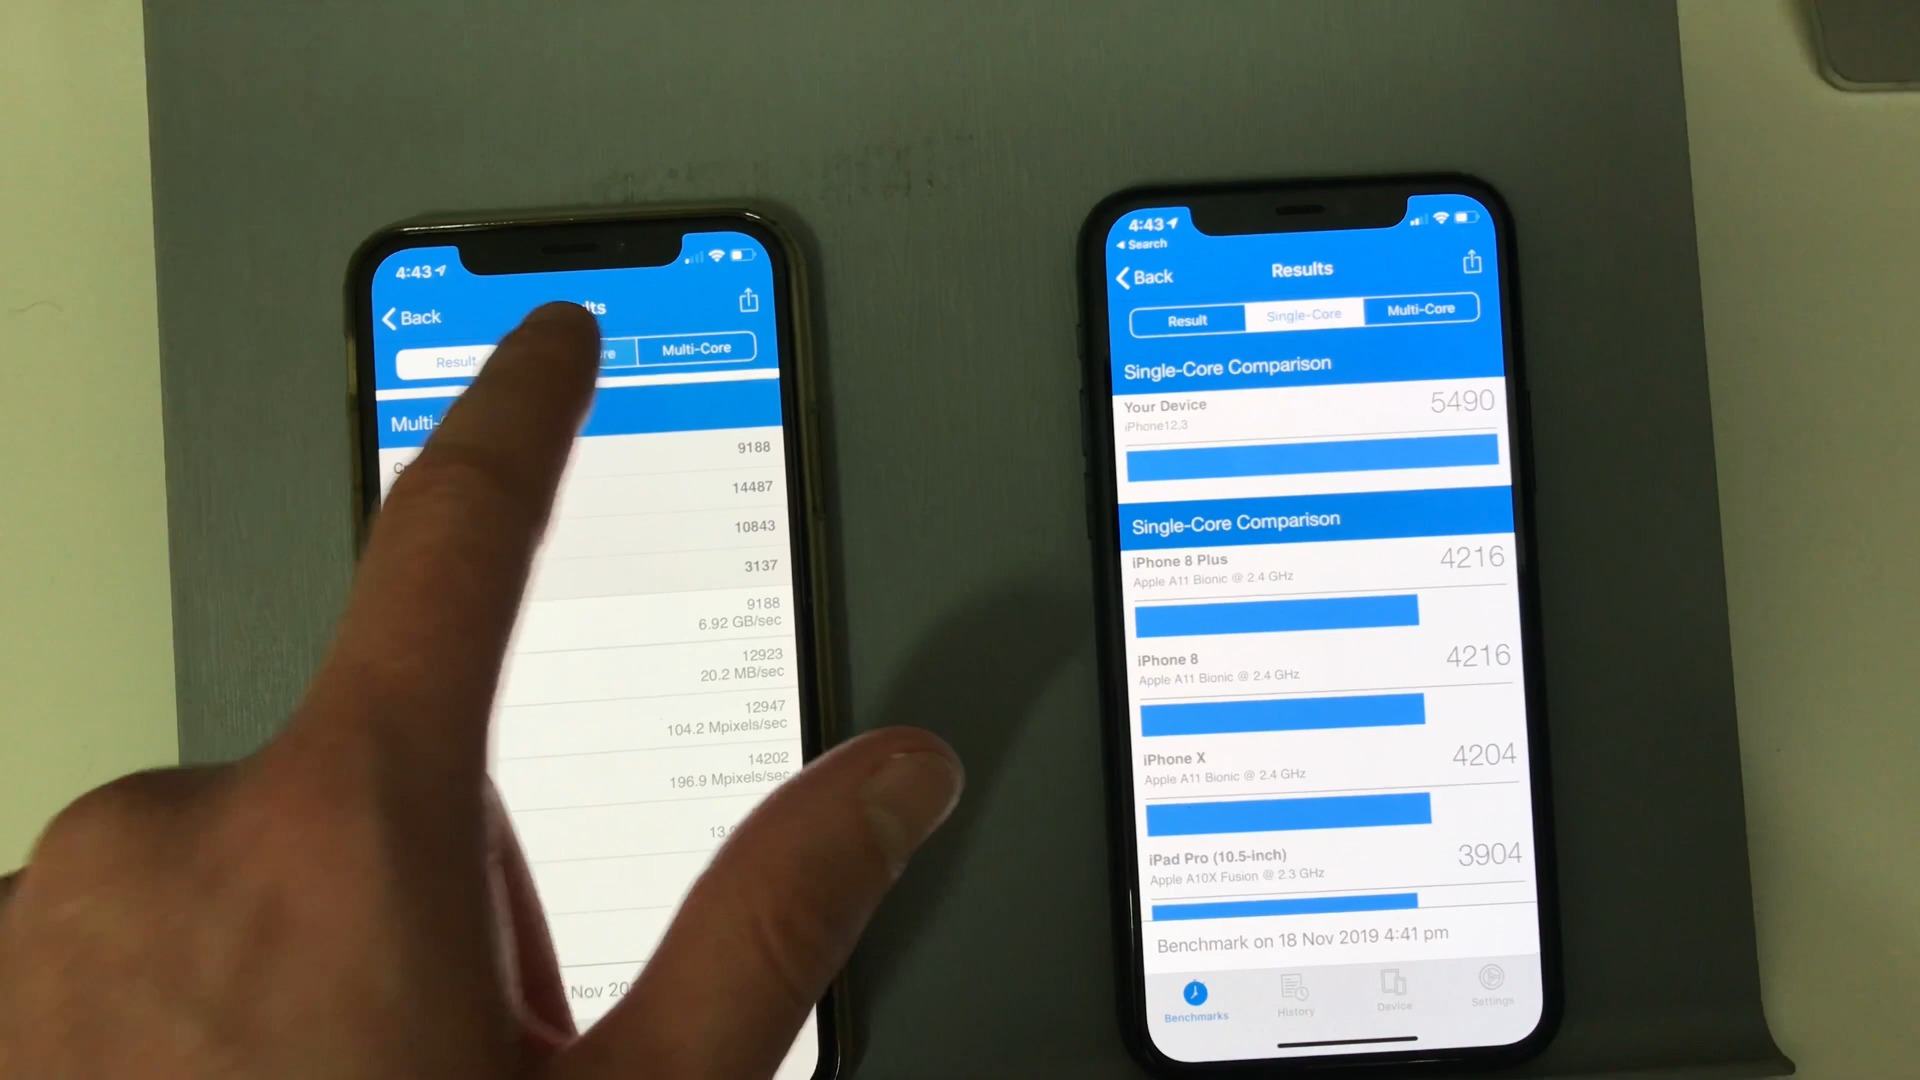 4:43
Back
Result
Multi-Core
Multi-
9188
14487
10843
3137
9188
6.92 GB/sec
12923
20.2 MB/sec
12947
104.2 Mpixels/sec
14202
196.9 Mpixels/sec
Nov
4:43
Search
Back
Results
Result
Single-Core
Multi-Core
Single-Core Comparison
Your Device
5490
iPhone12,3
Single-Core Comparison
iPhone 8 Plus
4216
Apple A11 Bionic @ 2.4 GHz
iPhone 8
4216
Apple A11 Bionic @ 2.4 GHz
iPhone X
4204
Apple A11 Bionic @ 2.4 GHz
iPad Pro (10.5-inch)
3904
Apple A10X Fusion @ 2.3 GHz
Benchmark on 18 Nov 2019 4:41 pm
Benchmarks
History
Device
Settings